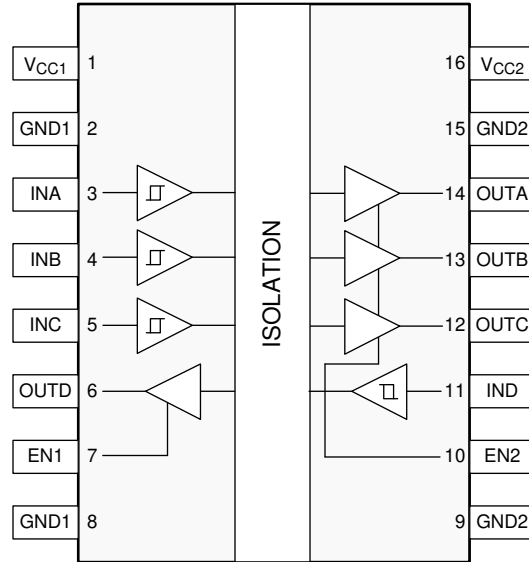 VCC1 1 16 VCC2
GND1 2 15 GND2
INA 3 14 OUTA
INB 4 13 OUTB
INC 5 12 OUTC
OUTD 6 11 IND
EN1 7 10 EN2
GND1 8 9 GND2
ISOLATION